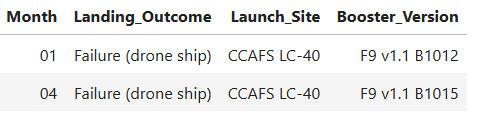 Month Landing_Outcome Launch_Site Booster_Version
01 Failure (drone ship) CCAFS LC-40 F9 v1.1 B1012
04 Failure (drone ship) CCAFS LC-40 F9 v1.1 B1015